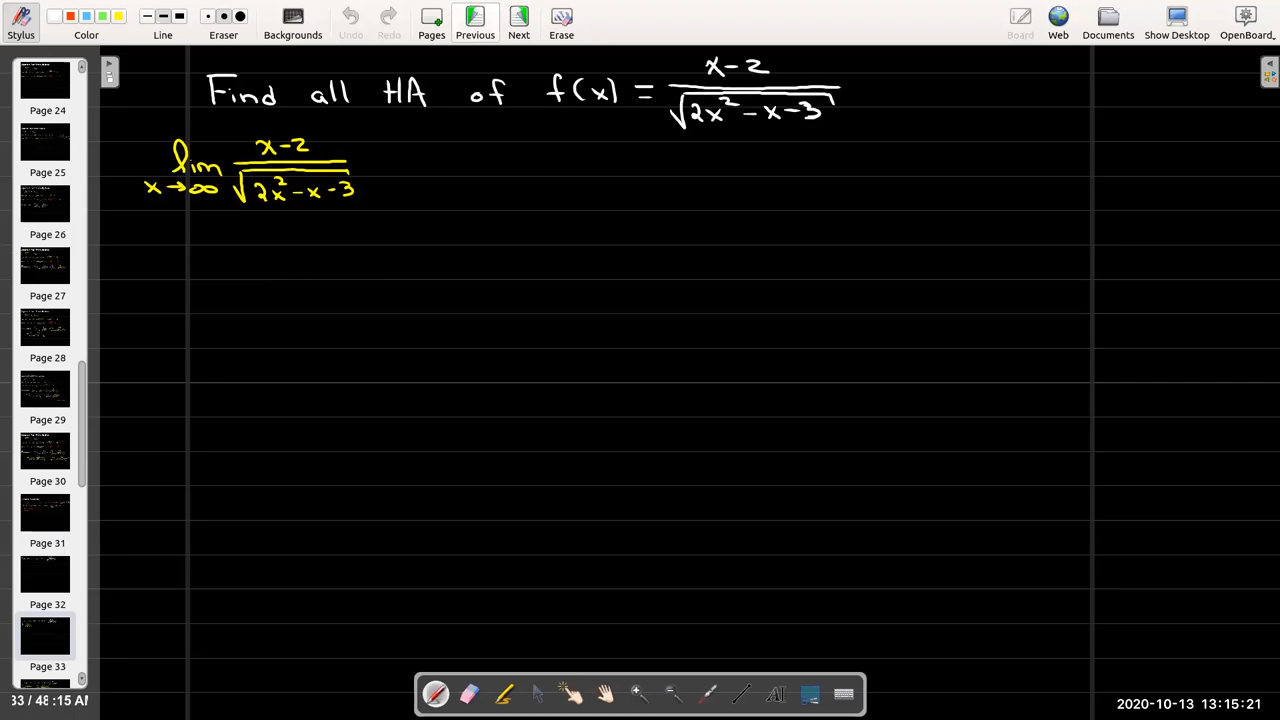 Stylus Color Line Eraser Backgrounds Undo Redo Pages Previous Next Erase Board Web Documents Show Desktop OpenBoard
Find all HA of f(x) = x-2 / √(2x² - x - 3)
lim x→∞ x-2 / √(2x² - x - 3)
Page 24
Page 25
Page 26
Page 27
Page 28
Page 29
Page 30
Page 31
Page 32
Page 33
33 / 48
:15 AM
AI
2020-10-13 13:15:21